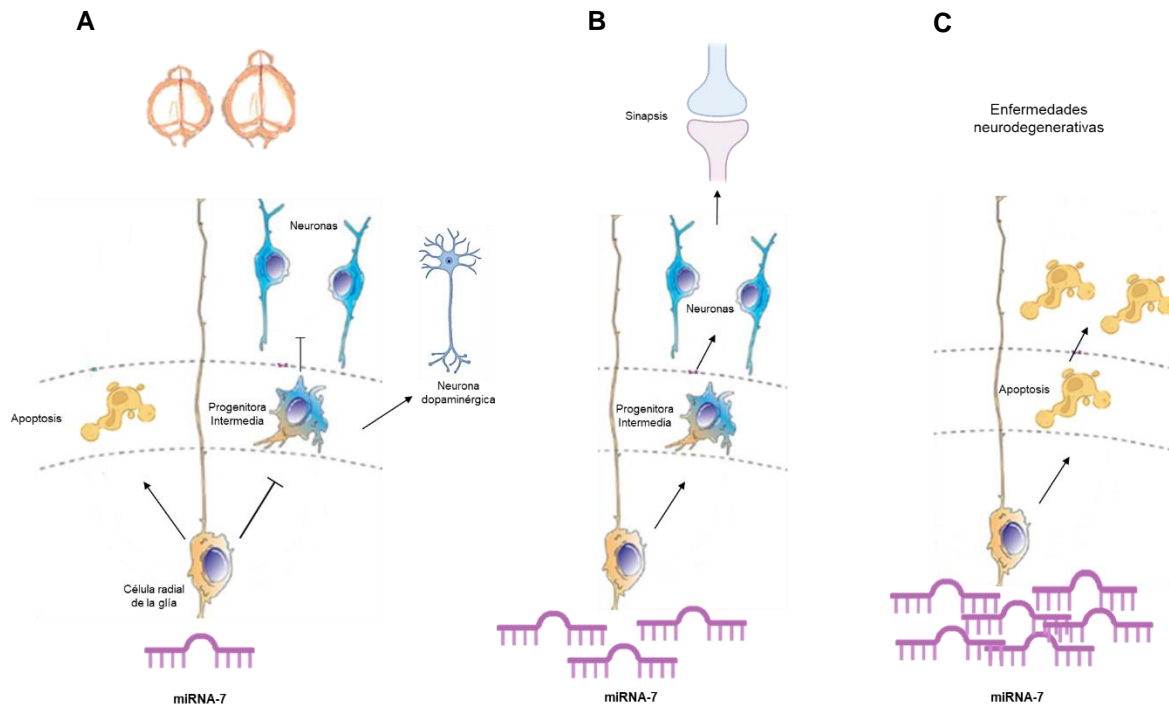 A
Neuronas
Apoptosis
Progenitora
Intermedia
Neurona
dopaminérgica
Célula radial
de la glía
miRNA-7
B
Sinapsis
Neuronas
Progenitora
Intermedia
miRNA-7
C
Enfermedades
neurodegenerativas
Apoptosis
miRNA-7